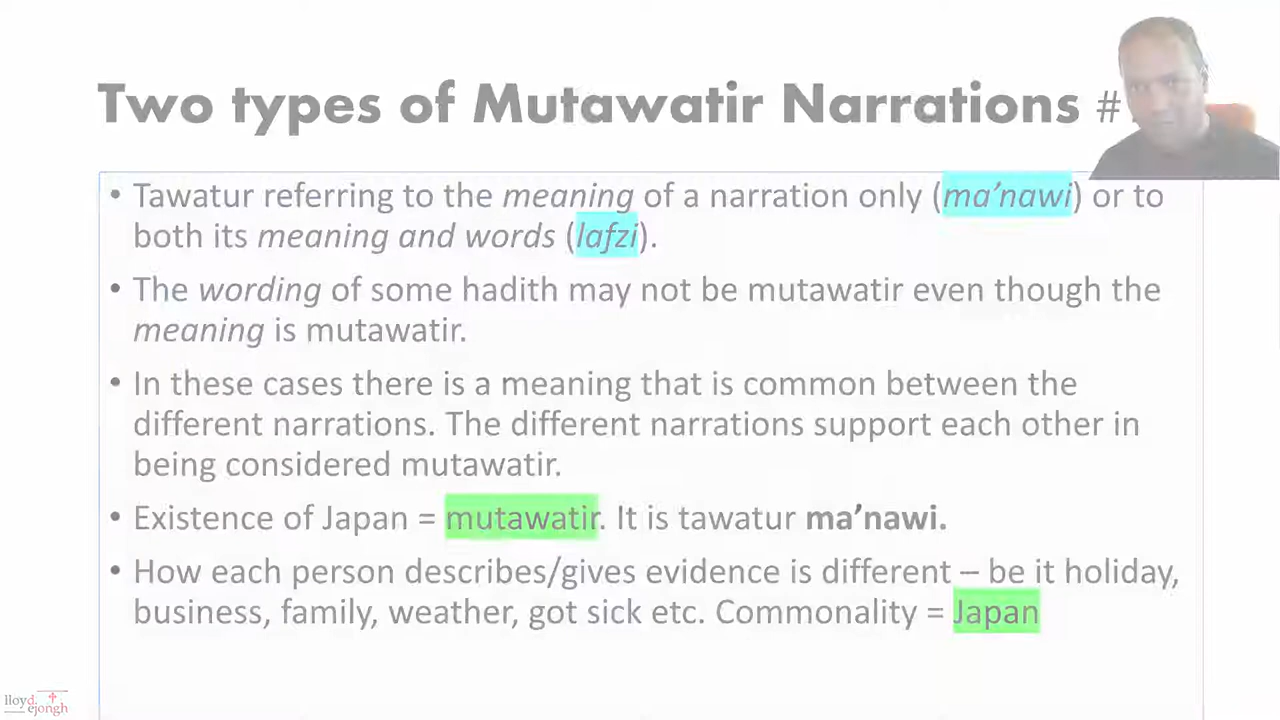 Two types of Mutawatir Narrations #
• Tawatur referring to the meaning of a narration only (ma’nawi) or to
both its meaning and words (lafzi).
• The wording of some hadith may not be mutawatir even though the
meaning is mutawatir.
• In these cases there is a meaning that is common between the
different narrations. The different narrations support each other in
being considered mutawatir.
• Existence of Japan = mutawatir. It is tawatur ma’nawi.
• How each person describes/gives evidence is different – be it holiday,
business, family, weather, got sick etc. Commonality = Japan
lloyd
ejongh